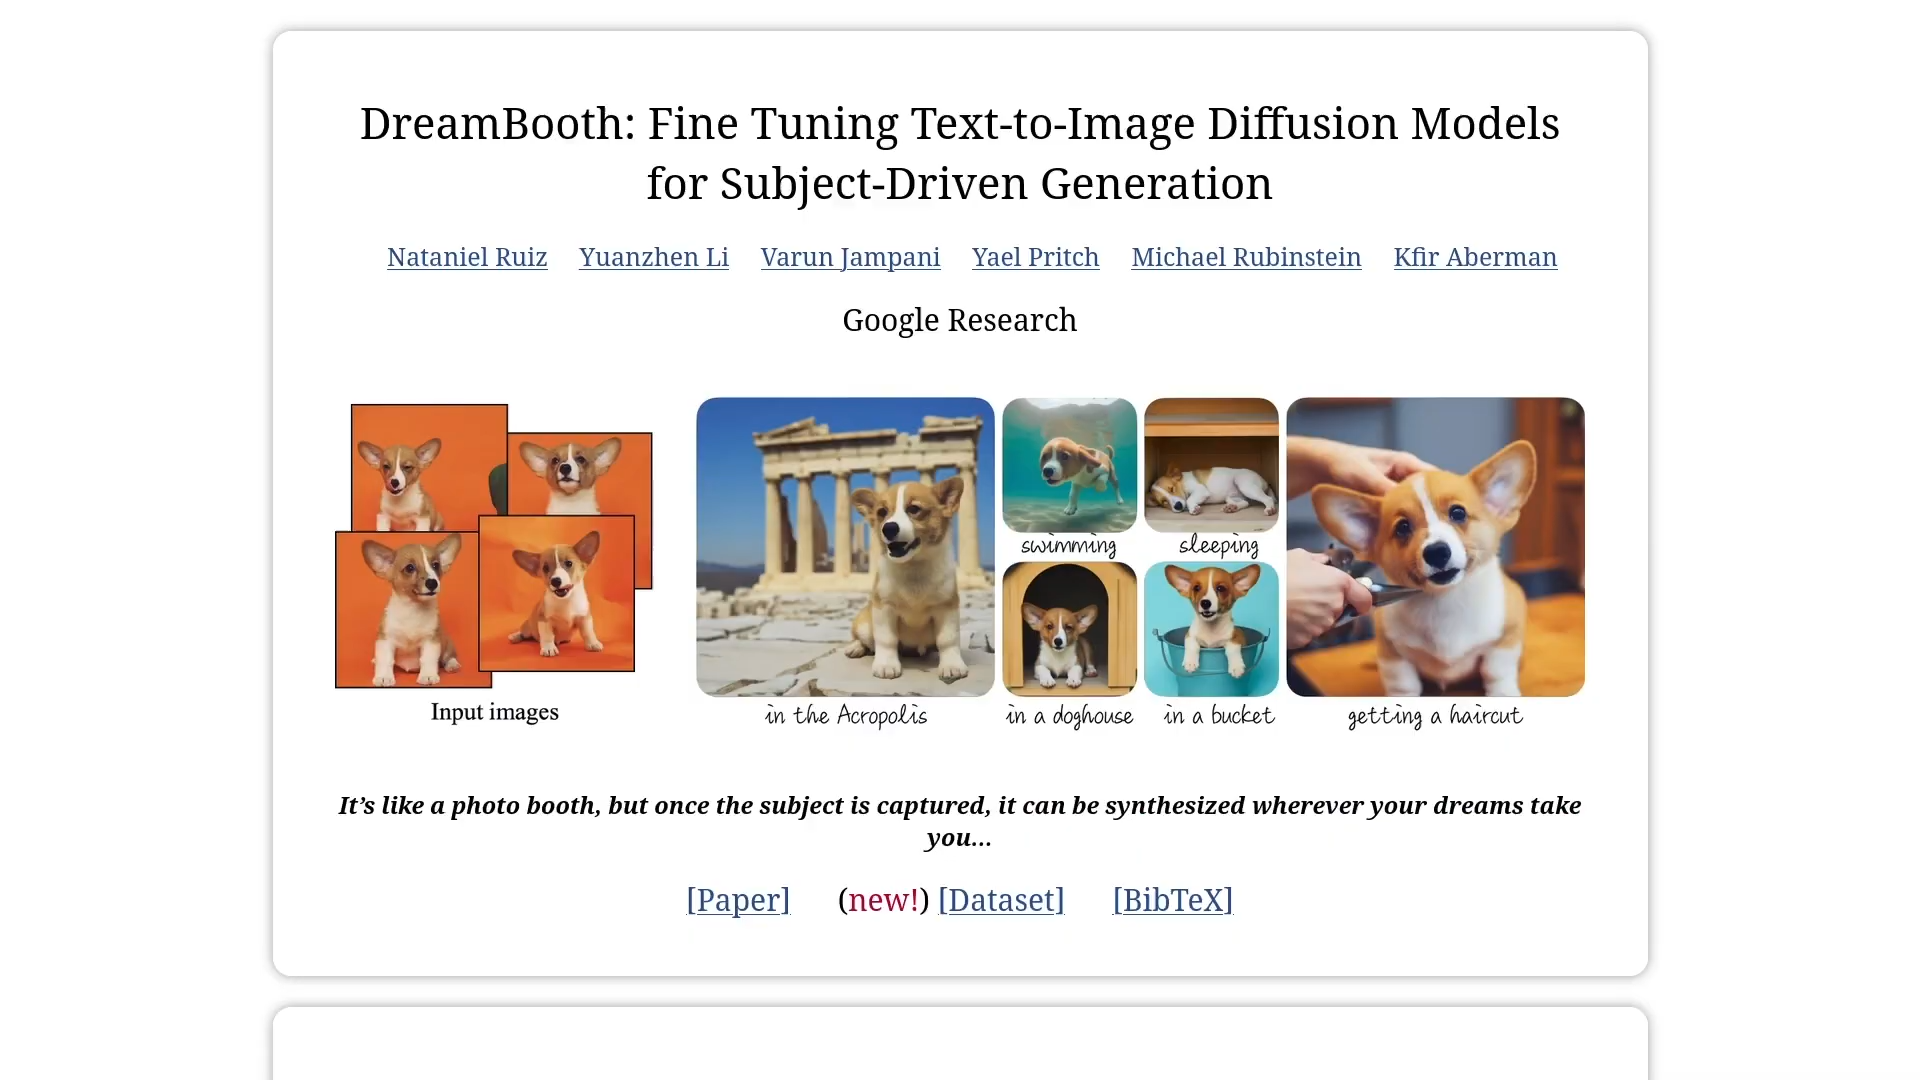 DreamBooth: Fine Tuning Text-to-Image Diffusion Models
for Subject-Driven Generation
Nataniel Ruiz Yuanzhen Li Varun Jampani Yael Pritch Michael Rubinstein Kfir Aberman
Google Research
swimming sleeping
Input images
in the Acropolis in a doghouse in a bucket getting a haircut
It’s like a photo booth, but once the subject is captured, it can be synthesized wherever your dreams take
you…
[Paper] (new!) [Dataset] [BibTeX]